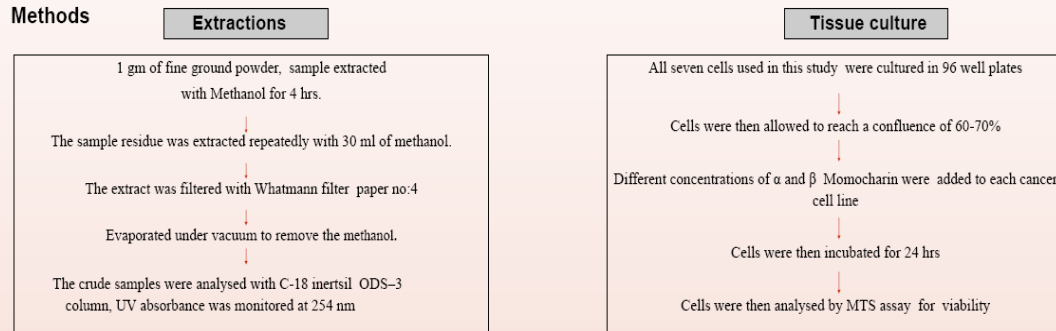 Methods
Extractions
1 gm of fine ground powder, sample extracted
with Methanol for 4 hrs.
The sample residue was extracted repeatedly with 30 ml of methanol.
The extract was filtered with Whatmann filter paper no:4
Evaporated under vacuum to remove the methanol.
The crude samples were analysed with C-18 inertsil ODS–3
column, UV absorbance was monitored at 254 nm
Tissue culture
All seven cells used in this study were cultured in 96 well plates
Cells were then allowed to reach a confluence of 60-70%
Different concentrations of α and β Momocharin were added to each cancer
cell line
Cells were then incubated for 24 hrs
Cells were then analysed by MTS assay for viability